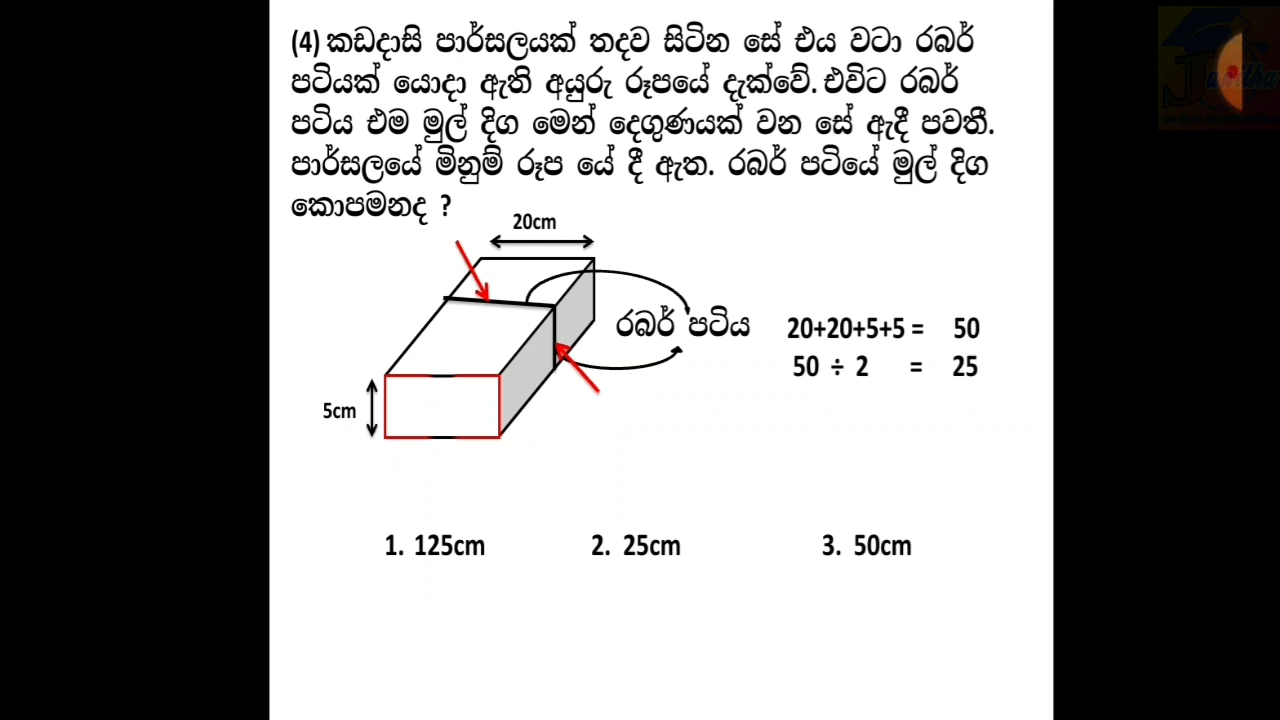 (4) කඩදාසි පාර්සලයක් තදව සිටින සේ එය වටා රබර්
පටියක් යොදා ඇති අයුරු රූපයේ දැක්වේ. එවිට රබර්
පටිය එම මුල් දිග මෙන් දෙගුණයක් වන සේ ඇදී පවතී.
පාර්සලයේ මිනුම් රූප යේ දී ඇත. රබර් පටියේ මුල් දිග
කොපමනද ?
20cm
රබර් පටිය
20+20+5+5 = 50
50 ÷ 2 = 25
5cm
1. 125cm 2. 25cm 3. 50cm